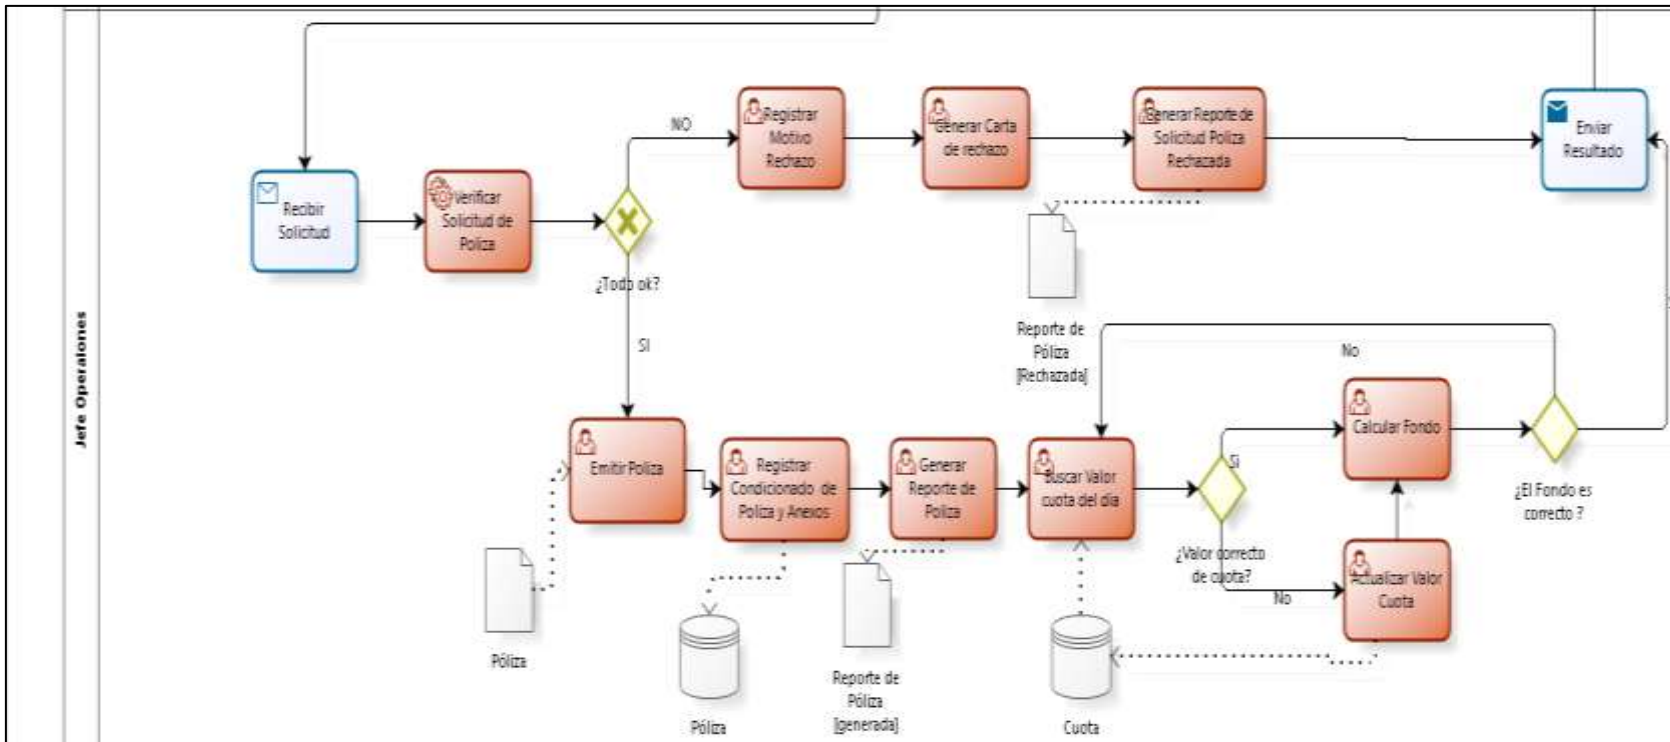 Jefe Operaiones
Recibir
Solicitud
Verificar
Solicitud de
Poliza
¿Todo ok?
NO
Registrar
Motivo
Rechazo
Generar Carta
de rechazo
Generar Reporte de
Solicitud Poliza
Rechazada
Enviar
Resultado
Reporte de
Póliza
[Rechazada]
SI
Emitir Poliza
Registrar
Condicionado de
Poliza y Anexos
Generar
Reporte de
Poliza
Buscar Valor
cuota del dia
Si
¿Valor correcto
de cuota?
No
Calcular Fondo
No
¿El Fondo es
correcto ?
Actualizar Valor
Cuota
Póliza
Póliza
Reporte de
Póliza
[generada]
Cuota